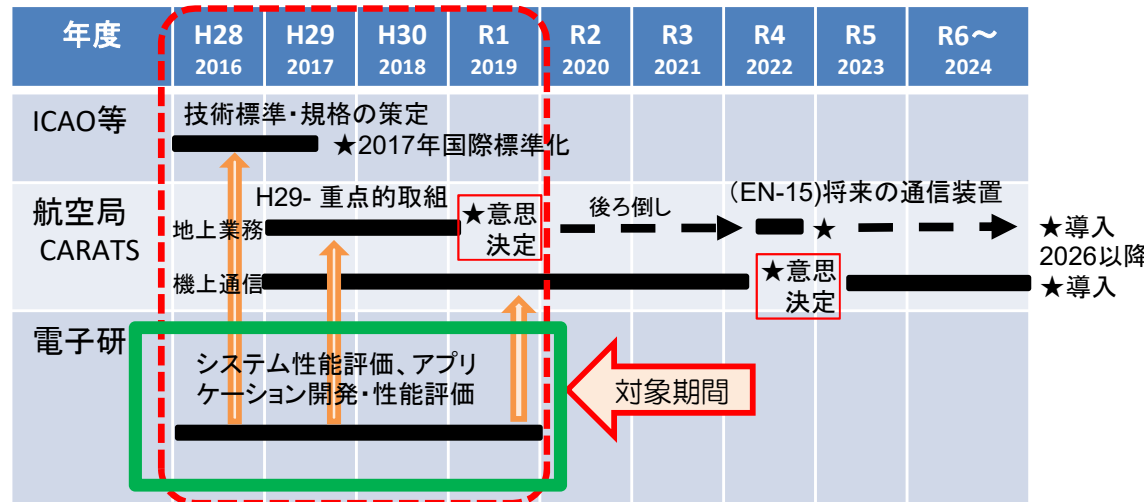 年度
H28
2016
H29
2017
H30
2018
R1
2019
R2
2020
R3
2021
R4
2022
R5
2023
R6～
2024
ICAO等
技術標準・規格の策定
★2017年国際標準化
航空局
CARATS
H29- 重点的取組
地上業務
★意思
決定
後ろ倒し
(EN-15)将来の通信装置
★
★導入
2026以降
機上通信
★意思
決定
★導入
電子研
システム性能評価、アプリ
ケーション開発・性能評価
対象期間